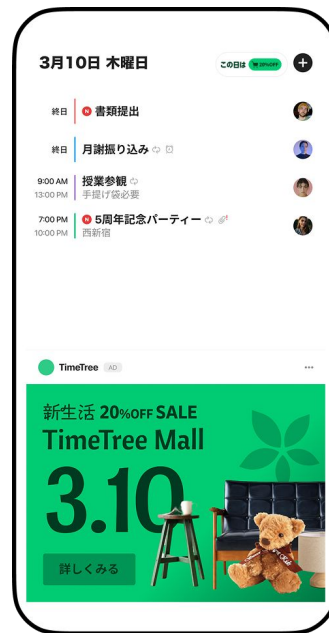 3月10日 木曜日
この日は 20%OFF
終日
N 書類提出
終日
月謝振り込み
9:00 AM 授業参観
13:00 PM 手提げ袋必要
7:00 PM N 5周年記念パーティー
10:00 PM 西新宿
TimeTree AD
新生活 20%OFF SALE
TimeTree Mall
3.10
詳しくみる